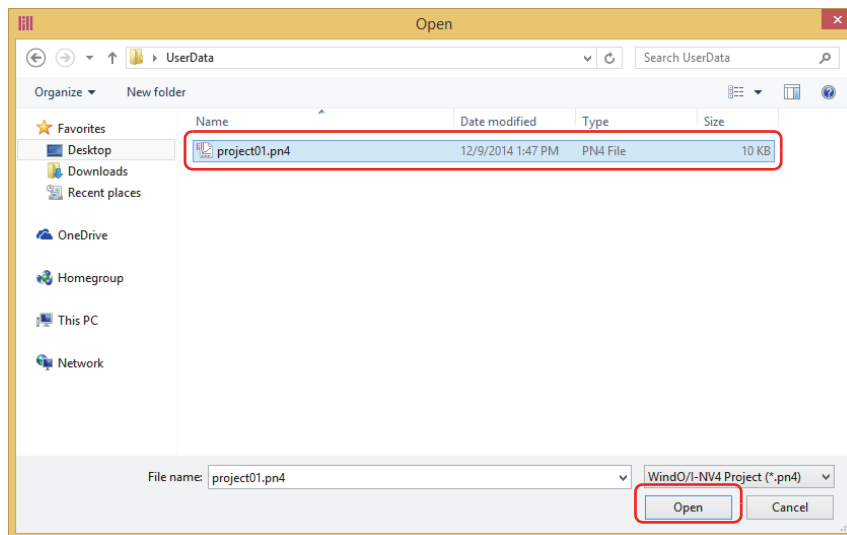 Open
UserData
Search UserData
Organize
New folder
Name Date modified Type Size
Favorites
project01.pn4 12/9/2014 1:47 PM PN4 File 10 KB
Desktop
Downloads
Recent places
OneDrive
Homegroup
This PC
Network
File name: project01.pn4 WindO/I-NV4 Project (*.pn4)
Open Cancel